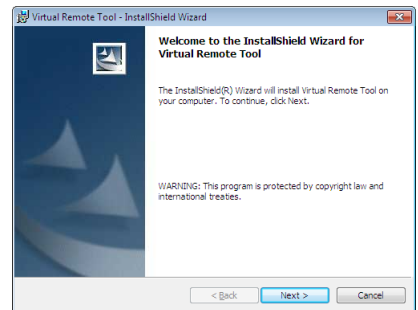 Virtual Remote Tool - InstallShield Wizard
Welcome to the InstallShield Wizard for
Virtual Remote Tool
The InstallShield(R) Wizard will install Virtual Remote Tool on
your computer. To continue, click Next.
WARNING: This program is protected by copyright law and
international treaties.
< Back Next > Cancel